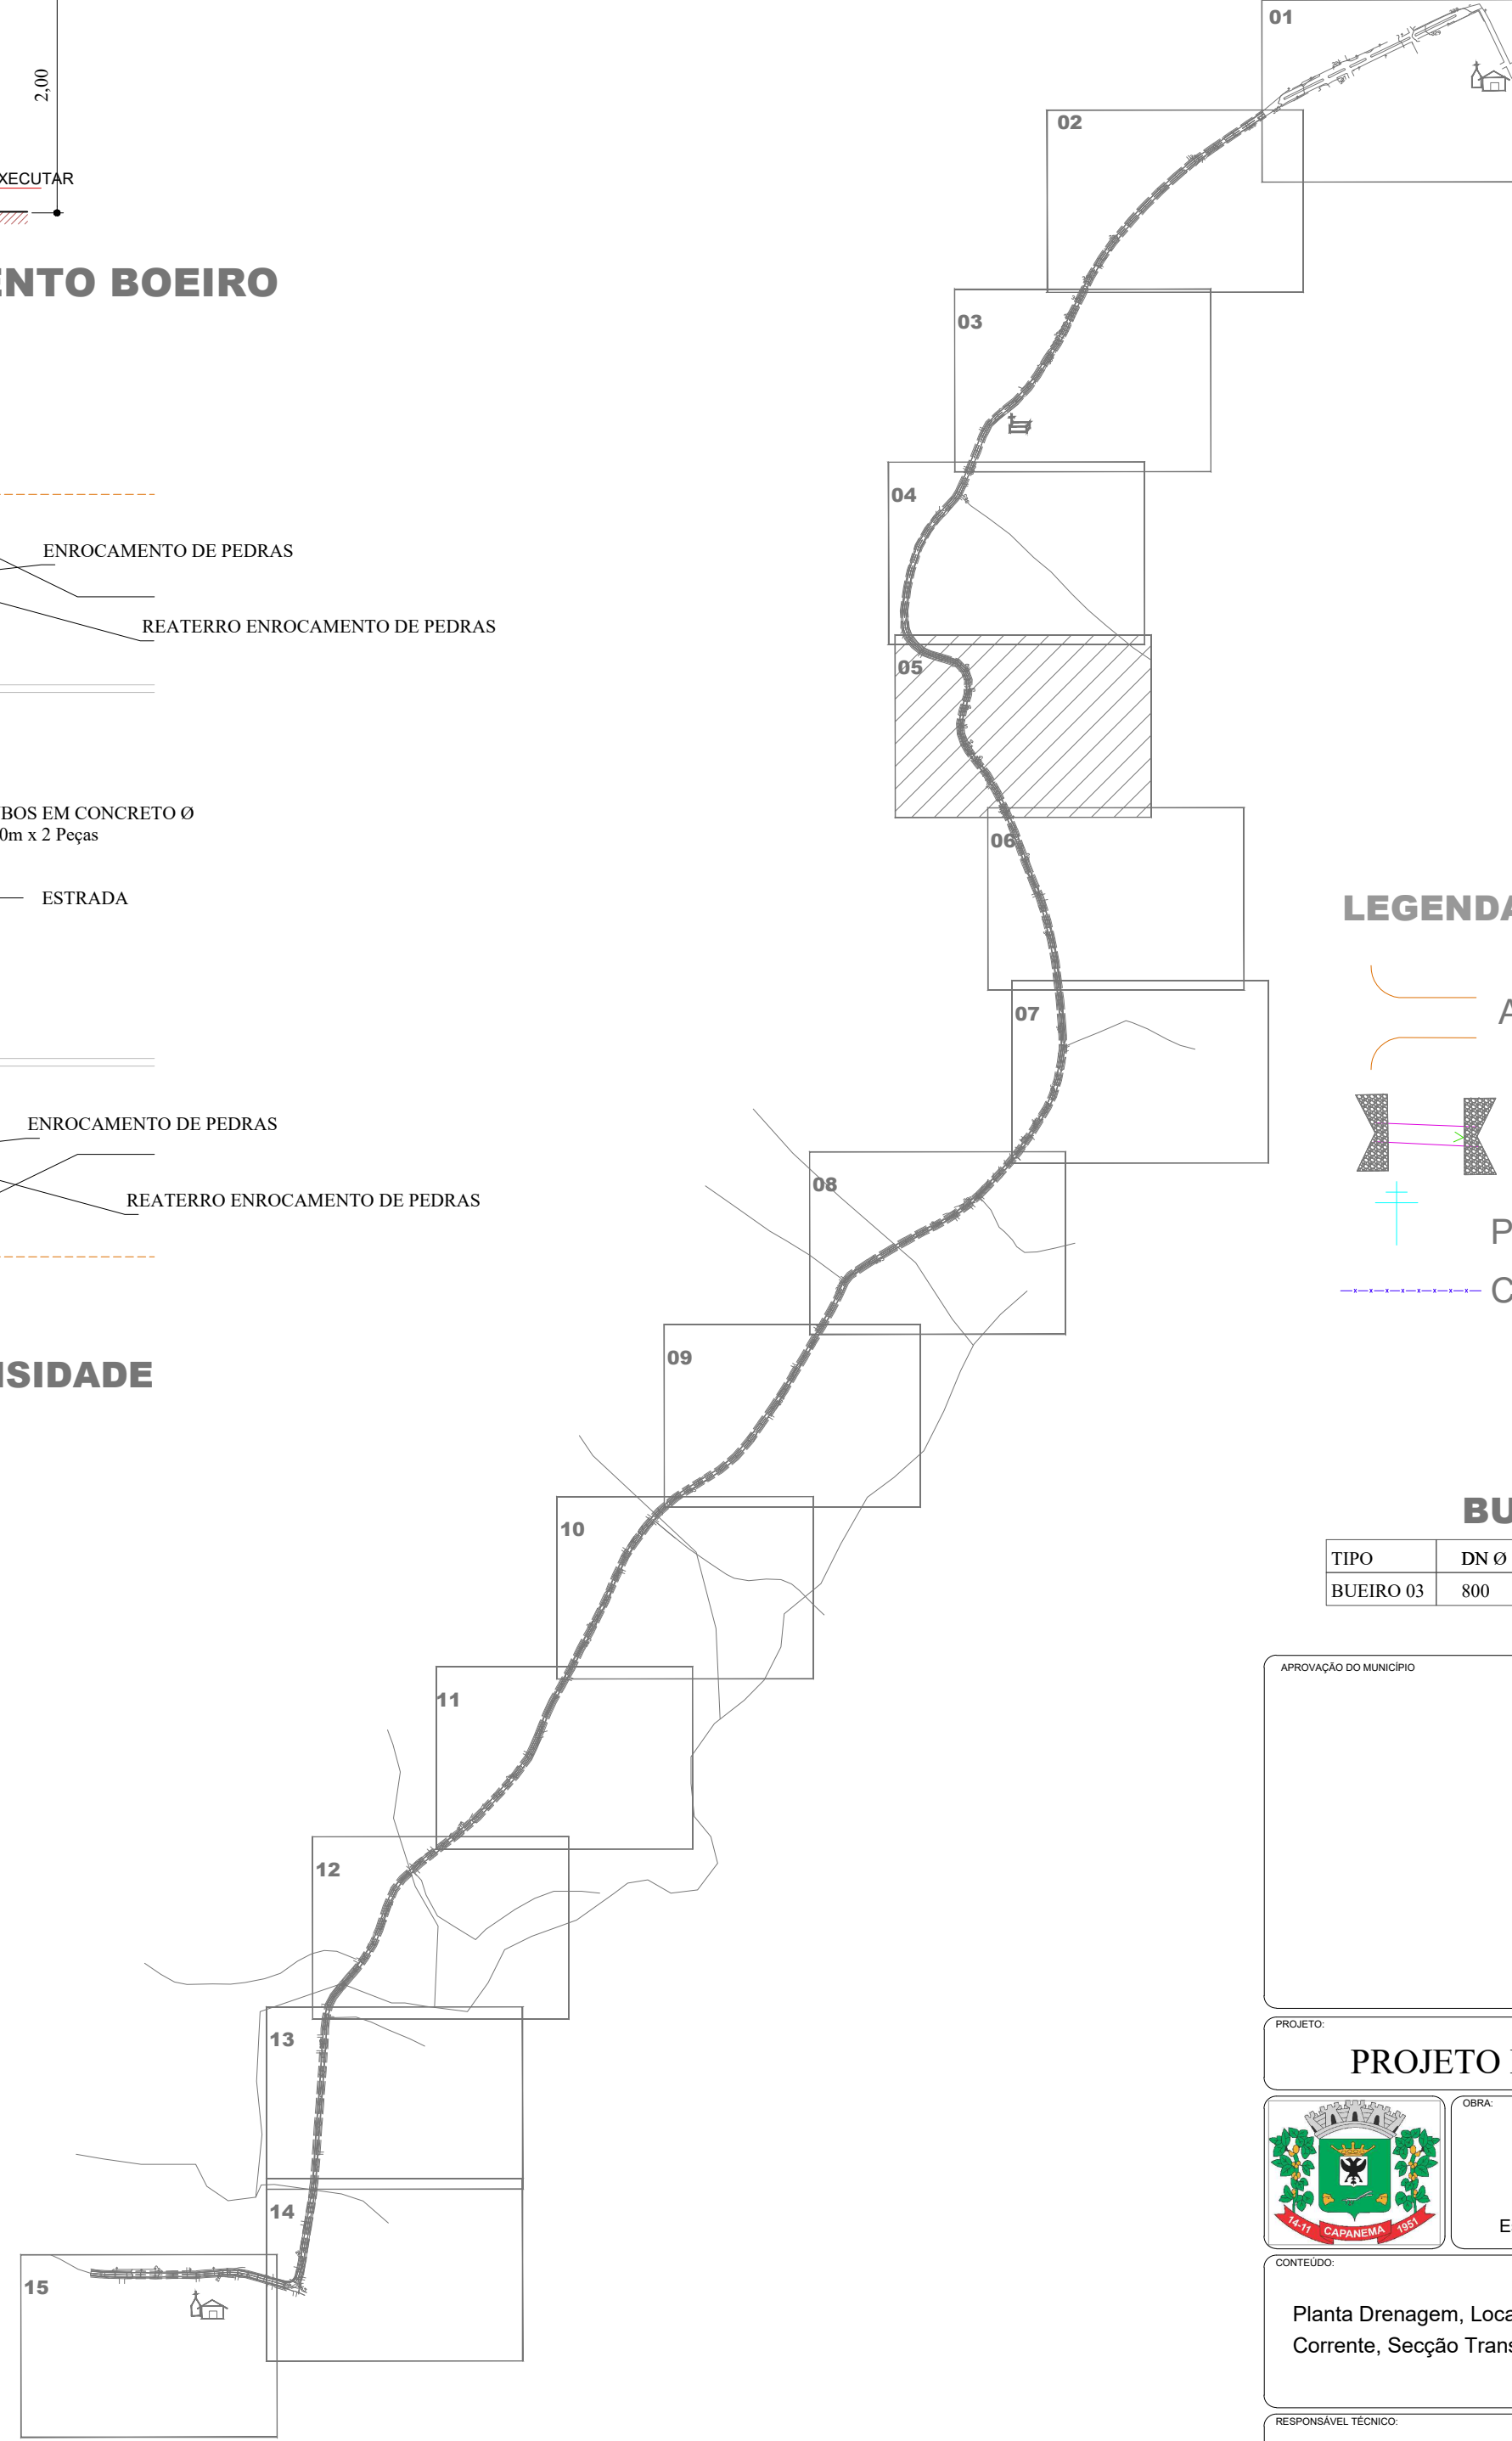 2,00
XECUTAR
ENTO BOEIRO
ENROCAMENTO DE PEDRAS
REATERRO ENROCAMENTO DE PEDRAS
BOS EM CONCRETO Ø
0m x 2 Peças
ESTRADA
ENROCAMENTO DE PEDRAS
REATERRO ENROCAMENTO DE PEDRAS
SIDADE
01
02
03
04
05
06
07
08
09
10
11
12
13
14
15
LEGENDA
A
P
C
BU
TIPO DN Ø
BUEIRO 03 800
APROVAÇÃO DO MUNICÍPIO
PROJETO:
PROJETO
OBRA:
14-11 CAPANEMA 1951
E
CONTEÚDO:
Planta Drenagem, Loca
Corrente, Secção Trans
RESPONSÁVEL TÉCNICO: